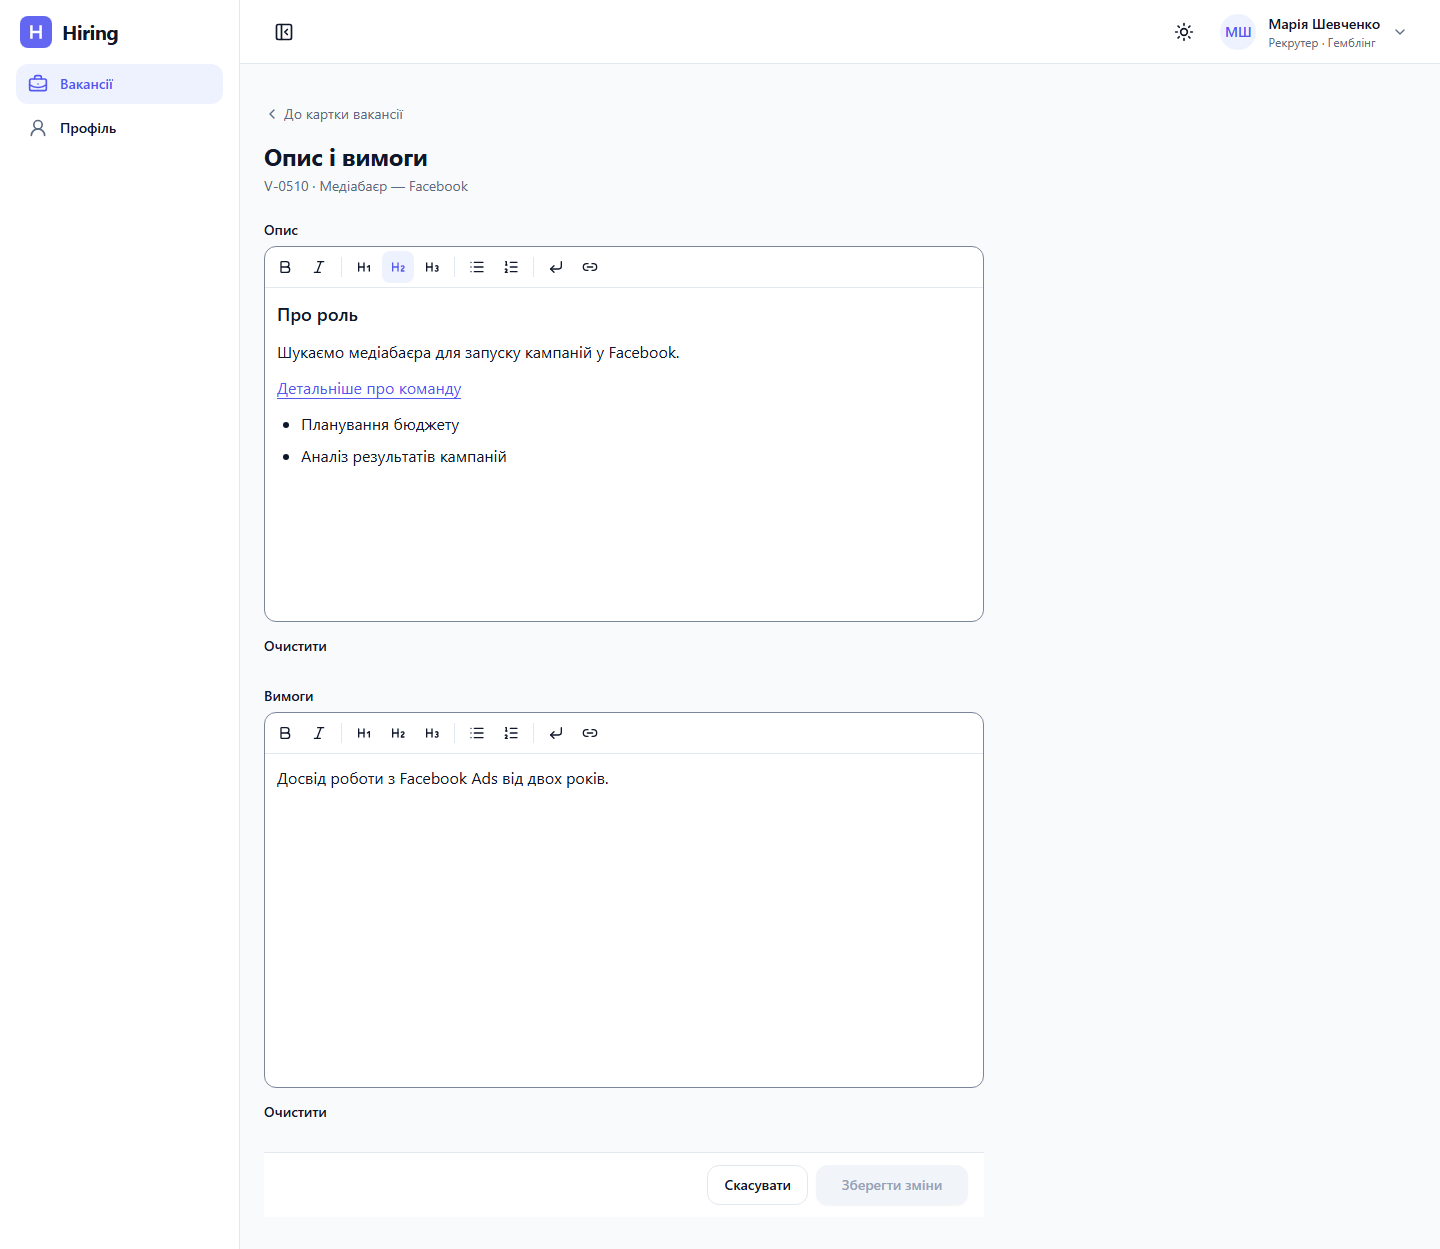 H Hiring
Вакансії
Профіль
МШ
Марія Шевченко
Рекрутер · Гемблінг
До картки вакансії
Опис і вимоги
V-0510 · Медіабаєр — Facebook
Опис
B I H1 H2 H3
Про роль
Шукаємо медіабаєра для запуску кампаній у Facebook.
Детальніше про команду
Планування бюджету
Аналіз результатів кампаній
Очистити
Вимоги
B I H1 H2 H3
Досвід роботи з Facebook Ads від двох років.
Очистити
Скасувати
Зберегти зміни